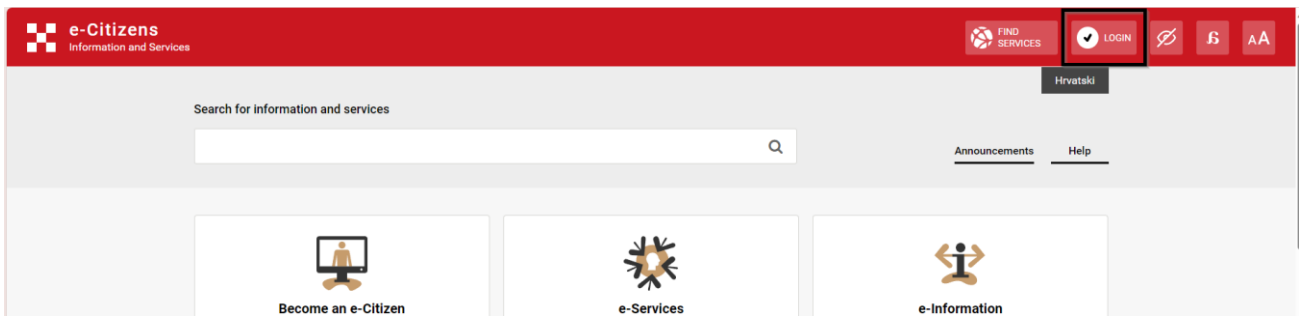 e-Citizens
Information and Services
FIND
SERVICES
LOGIN
AA
Hrvatski
Search for information and services
Announcements
Help
Become an e-Citizen
e-Services
e-Information